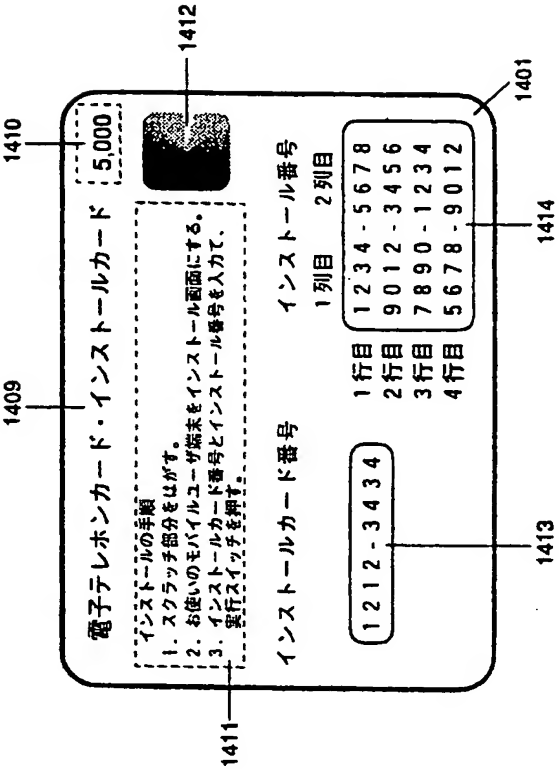 1409
1410
電子テレホンカード・インストールカード
5,000
1411
インストールの手順
1. スクラッチ部分をはがす。
2. お使いのモバイルユーザ端末をインストール画面にする。
3. インストールカード番号とインストール番号を入力て、
実行スイッチを押す。
1412
インストールカード番号
インストール番号
1列目 2列目
1212-3434
1行目 1234-5678
2行目 9012-3456
3行目 7890-1234
4行目 5678-9012
1413
1414
1401